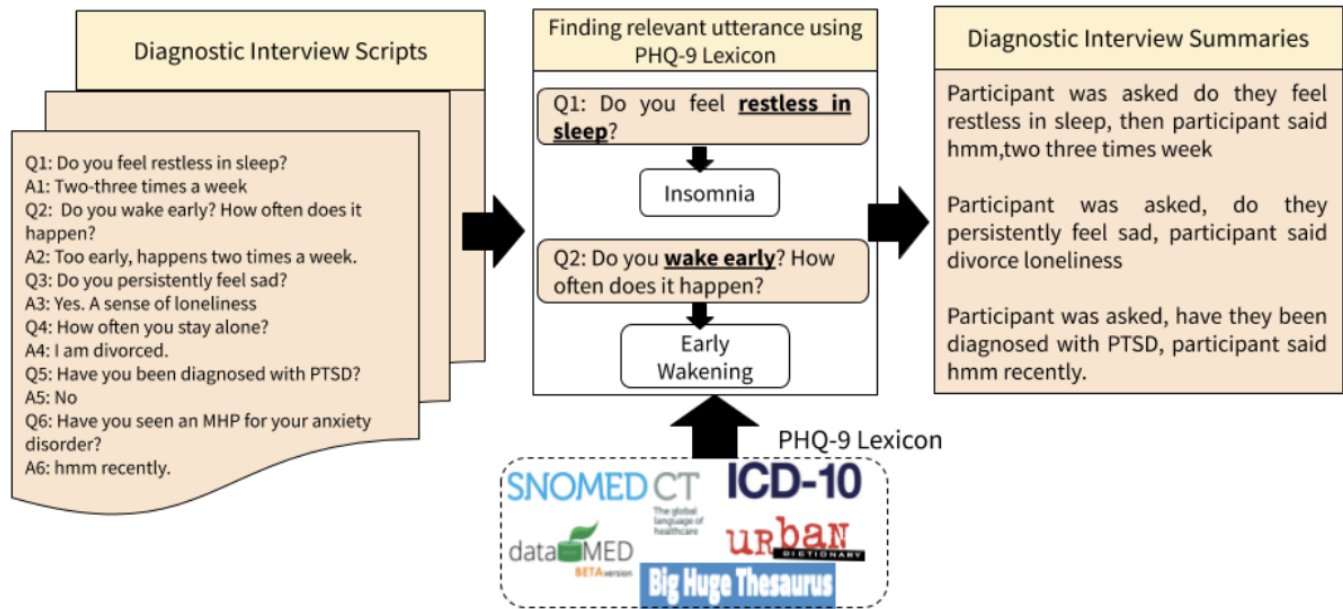 Diagnostic Interview Scripts
Q1: Do you feel restless in sleep?
A1: Two-three times a week
Q2: Do you wake early? How often does it
happen?
A2: Too early, happens two times a week.
Q3: Do you persistently feel sad?
A3: Yes. A sense of loneliness
Q4: How often you stay alone?
A4: I am divorced.
Q5: Have you been diagnosed with PTSD?
A5: No
Q6: Have you seen an MHP for your anxiety
disorder?
A6: hmm recently.
Finding relevant utterance using
PHQ-9 Lexicon
Q1: Do you feel restless in
sleep?
Insomnia
Q2: Do you wake early? How
often does it happen?
Early
Wakening
PHQ-9 Lexicon
SNOMED CT
The global
language of
healthcare
ICD-10
dataMED
BETA version
urban
DICTIONARY
Big Huge Thesaurus
Diagnostic Interview Summaries
Participant was asked do they feel
restless in sleep, then participant said
hmm,two three times week
Participant was asked, do they
persistently feel sad, participant said
divorce loneliness
Participant was asked, have they been
diagnosed with PTSD, participant said
hmm recently.